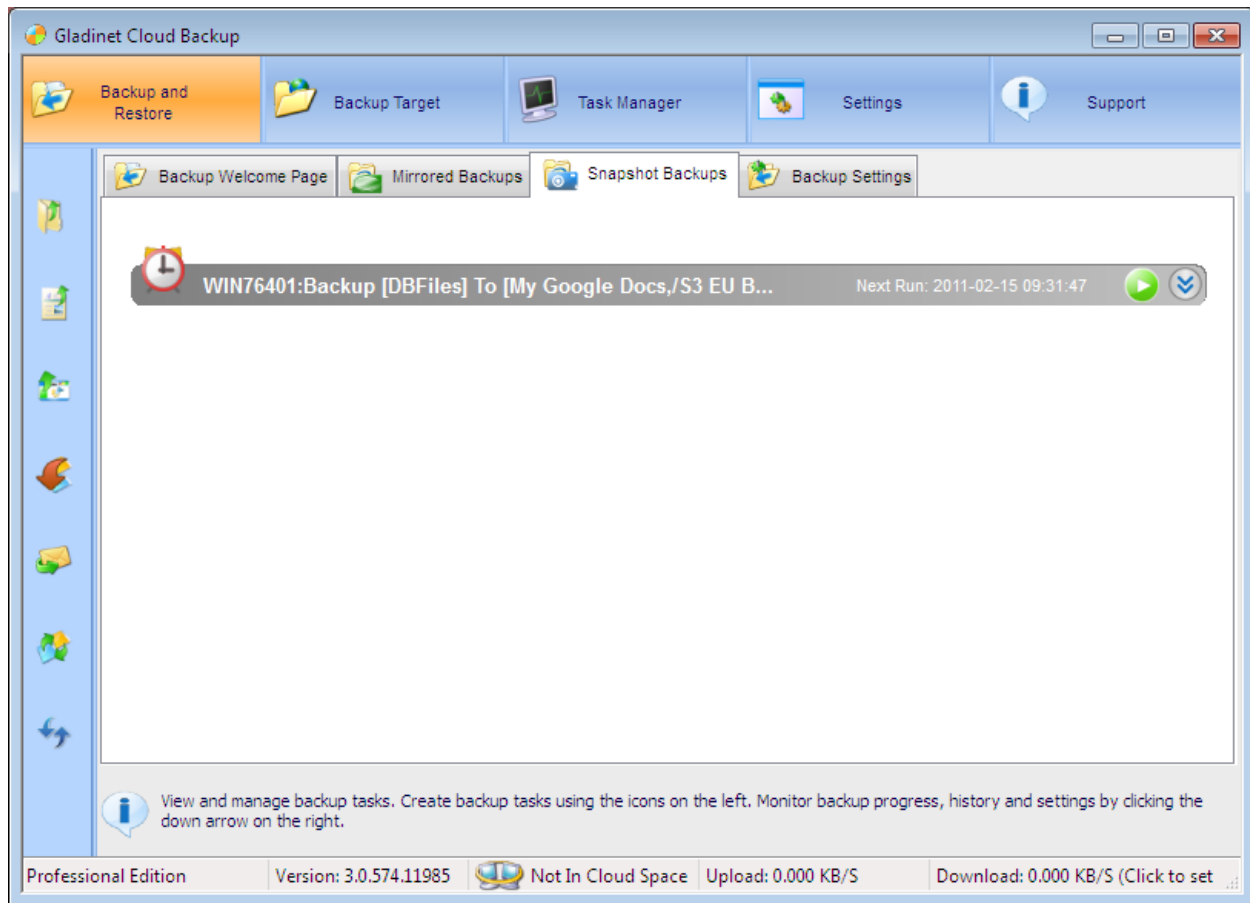 Gladinet Cloud Backup
Backup and
Restore
Backup Target
Task Manager
Settings
Support
Backup Welcome Page
Mirrored Backups
Snapshot Backups
Backup Settings
WIN76401:Backup [DBFiles] To [My Google Docs,/S3 EU B...
Next Run: 2011-02-15 09:31:47
View and manage backup tasks. Create backup tasks using the icons on the left. Monitor backup progress, history and settings by clicking the
down arrow on the right.
Professional Edition
Version: 3.0.574.11985
Not In Cloud Space
Upload: 0.000 KB/S
Download: 0.000 KB/S (Click to set